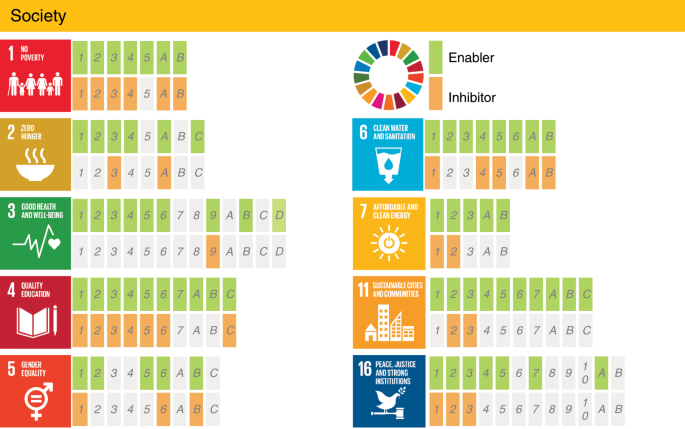 Society
1 NO
POVERTY
1 2 3 4 5 A B
1 2 3 4 5 A B
Enabler
Inhibitor
2 ZERO
HUNGER
1 2 3 4 5 A B C
1 2 3 4 5 A B C
6 CLEAN WATER
AND SANITATION
1 2 3 4 5 6 A B
1 2 3 4 5 6 A B
3 GOOD HEALTH
AND WELL-BEING
1 2 3 4 5 6 7 8 9 A B C D
1 2 3 4 5 6 7 8 9 A B C D
7 AFFORDABLE AND
CLEAN ENERGY
1 2 3 A B
1 2 3 A B
4 QUALITY
EDUCATION
1 2 3 4 5 6 7 A B C
1 2 3 4 5 6 7 A B C
11 SUSTAINABLE CITIES
AND COMMUNITIES
1 2 3 4 5 6 7 A B C
1 2 3 4 5 6 7 A B C
5 GENDER
EQUALITY
1 2 3 4 5 6 A B C
1 2 3 4 5 6 A B C
16 PEACE, JUSTICE
AND STRONG
INSTITUTIONS
1 2 3 4 5 6 7 8 9 10 A B
1 2 3 4 5 6 7 8 9 10 A B